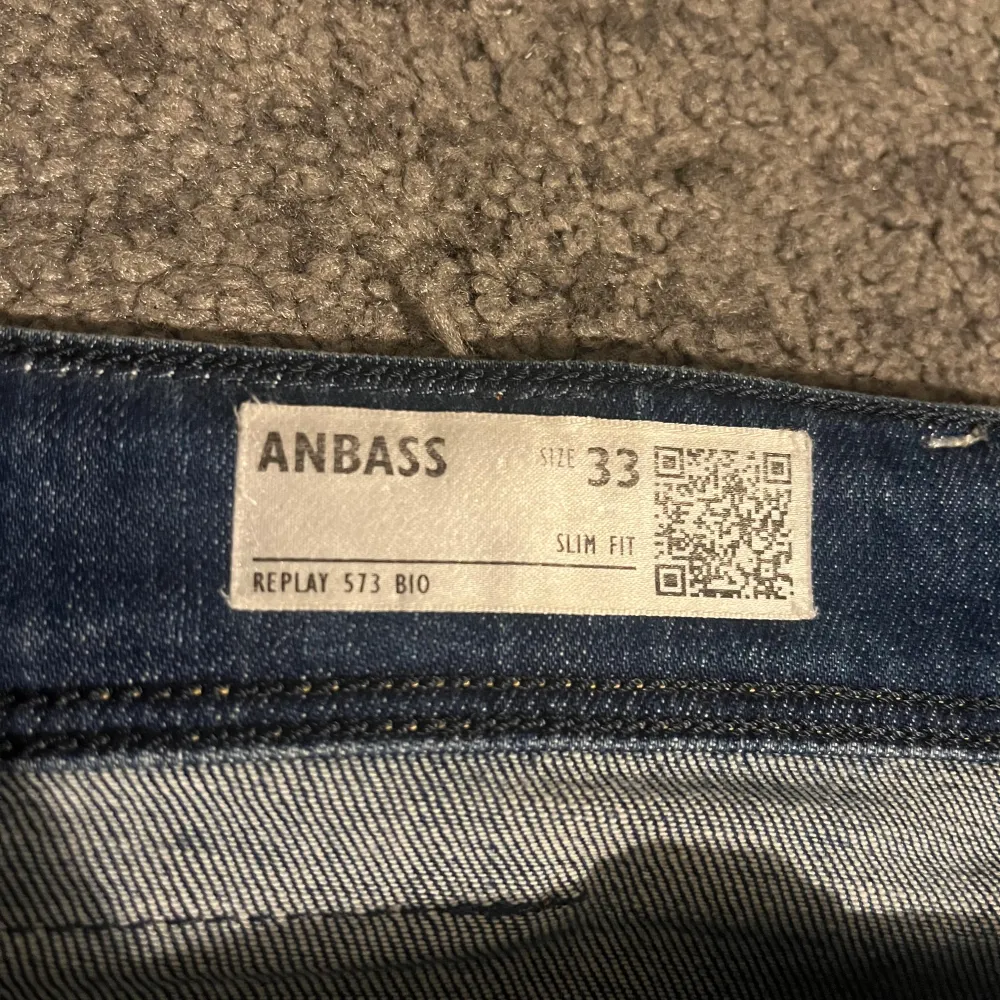 ANBASS
SIZE 33
SLIM FIT
REPLAY 573 BIO